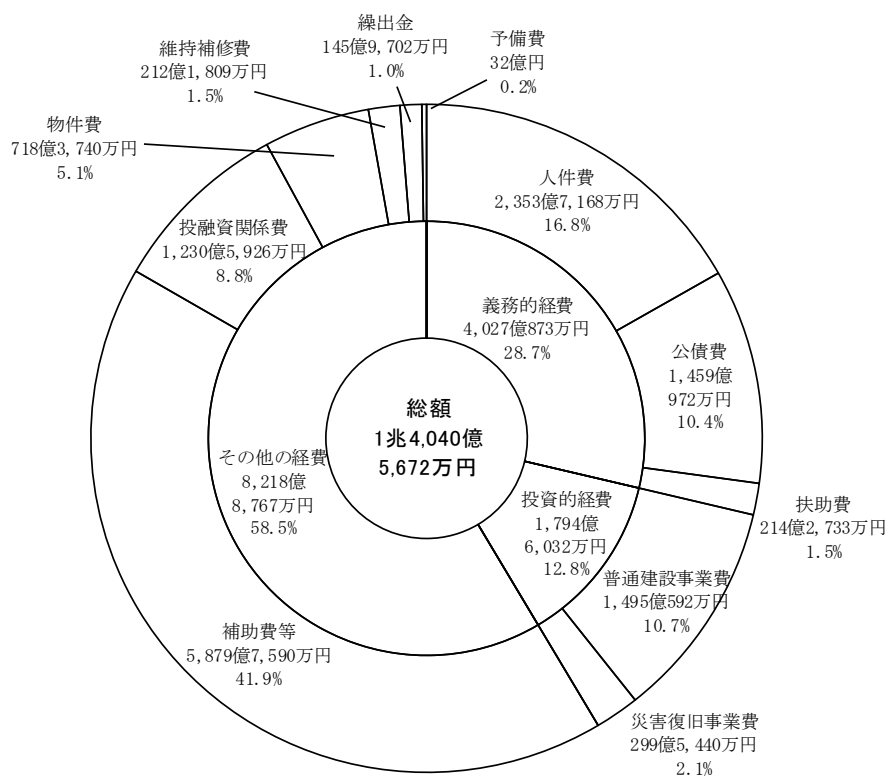 繰出金
145億9,702万円
1.0%
予備費
32億円
0.2%
維持補修費
212億1,809万円
1.5%
物件費
718億3,740万円
5.1%
人件費
2,353億7,168万円
16.8%
投融資関係費
1,230億5,926万円
8.8%
義務的経費
4,027億873万円
28.7%
公債費
1,459億
972万円
10.4%
総額
1兆4,040億
5,672万円
その他の経費
8,218億
8,767万円
58.5%
投資的経費
1,794億
6,032万円
12.8%
扶助費
214億2,733万円
1.5%
普通建設事業費
1,495億592万円
10.7%
補助費等
5,879億7,590万円
41.9%
災害復旧事業費
299億5,440万円
2.1%